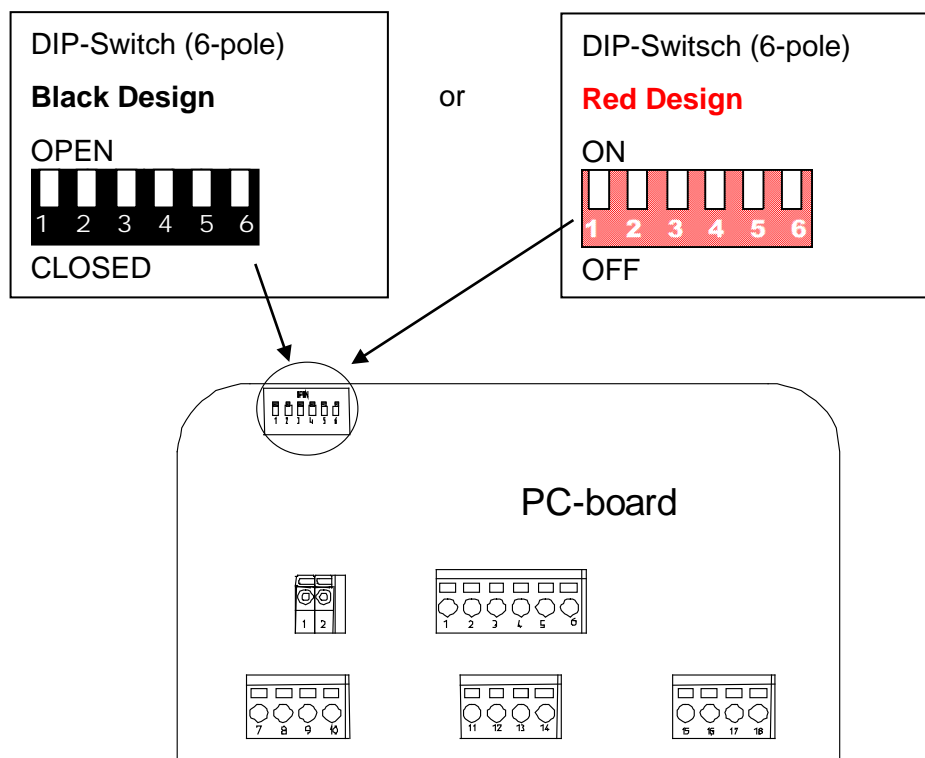 DIP-Switch (6-pole)
Black Design
OPEN
1 2 3 4 5 6
CLOSED
or
DIP-Switsch (6-pole)
Red Design
ON
1 2 3 4 5 6
OFF
OPEN
1 2 3 4 5 6
PC-board
1 2
1 2 3 4 5 6
7 8 9 10
11 12 13 14
15 16 17 18